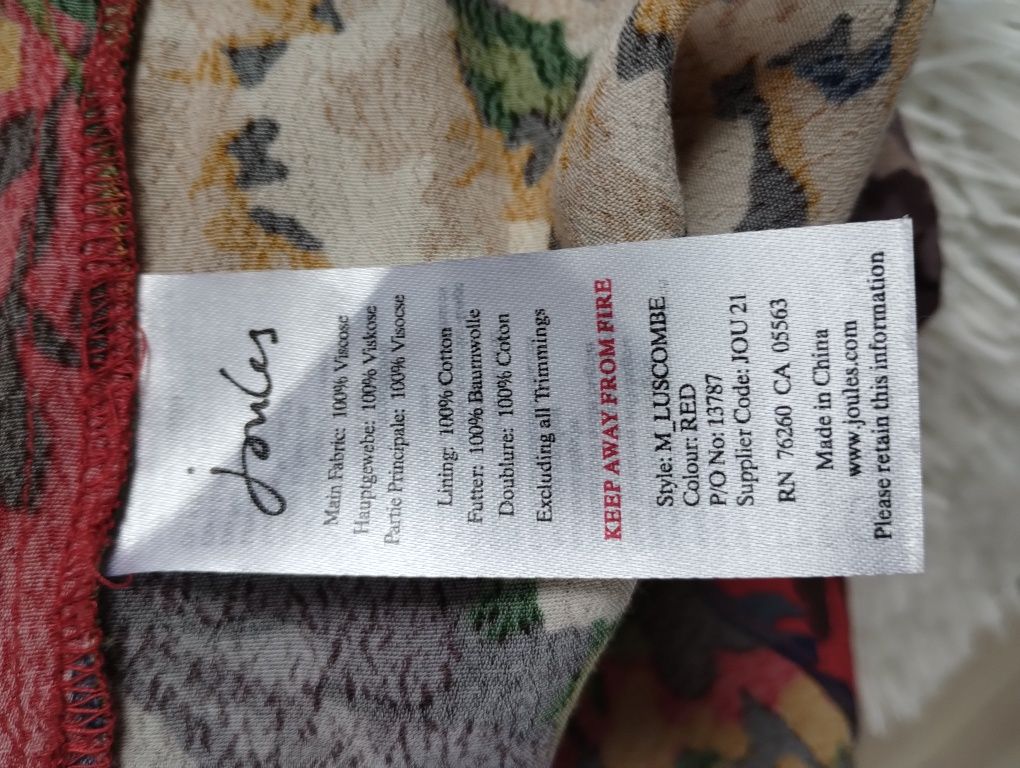 Joules
Main Fabric: 100% Viscose
Hauptgewebe: 100% Viskose
Partie Principale: 100% Visocse
Lining: 100% Cotton
Futter: 100% Baumwolle
Doublure: 100% Coton
Excluding all Trimmings
KEEP AWAY FROM FIRE
Style: M_LUSCOMBE
Colour: RED
P/O No: 13787
Supplier Code: JOU 21
RN 76260 CA 05563
Made in China
www.joules.com
Please retain this information